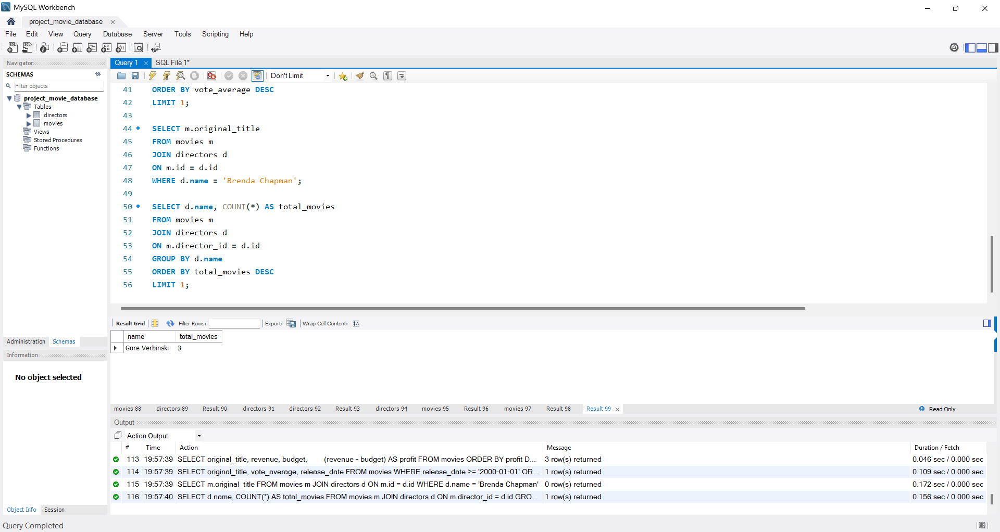 MySQL Workbench
project_movie_database
File Edit View Query Database Server Tools Scripting Help
Navigator
SCHEMAS
Filter objects
project_movie_database
Tables
directors
movies
Views
Stored Procedures
Functions
Administration Schemas
Information
No object selected
Object Info Session
Query 1 SQL File 1*
Don't Limit
41 ORDER BY vote_average DESC
42 LIMIT 1;
43
44 SELECT m.original_title
45 FROM movies m
46 JOIN directors d
47 ON m.id = d.id
48 WHERE d.name = 'Brenda Chapman';
49
50 SELECT d.name, COUNT(*) AS total_movies
51 FROM movies m
52 JOIN directors d
53 ON m.director_id = d.id
54 GROUP BY d.name
55 ORDER BY total_movies DESC
56 LIMIT 1;
Result Grid Filter Rows: Export: Wrap Cell Content:
name total_movies
Gore Verbinski 3
movies 88 directors 89 Result 90 directors 91 directors 92 Result 93 directors 94 movies 95 Result 96 movies 97 Result 98 Result 99 Read Only
Output
Action Output
# Time Action Message Duration / Fetch
113 19:57:39 SELECT original_title, revenue, budget, (revenue - budget) AS profit FROM movies ORDER BY profit D... 3 row(s) returned 0.046 sec / 0.000 sec
114 19:57:39 SELECT original_title, vote_average, release_date FROM movies WHERE release_date >= '2000-01-01' OR... 1 row(s) returned 0.109 sec / 0.000 sec
115 19:57:39 SELECT m.original_title FROM movies m JOIN directors d ON m.id = d.id WHERE d.name = 'Brenda Chapman' 0 row(s) returned 0.172 sec / 0.000 sec
116 19:57:40 SELECT d.name, COUNT(*) AS total_movies FROM movies m JOIN directors d ON m.director_id = d.id GRO... 1 row(s) returned 0.156 sec / 0.000 sec
Query Completed